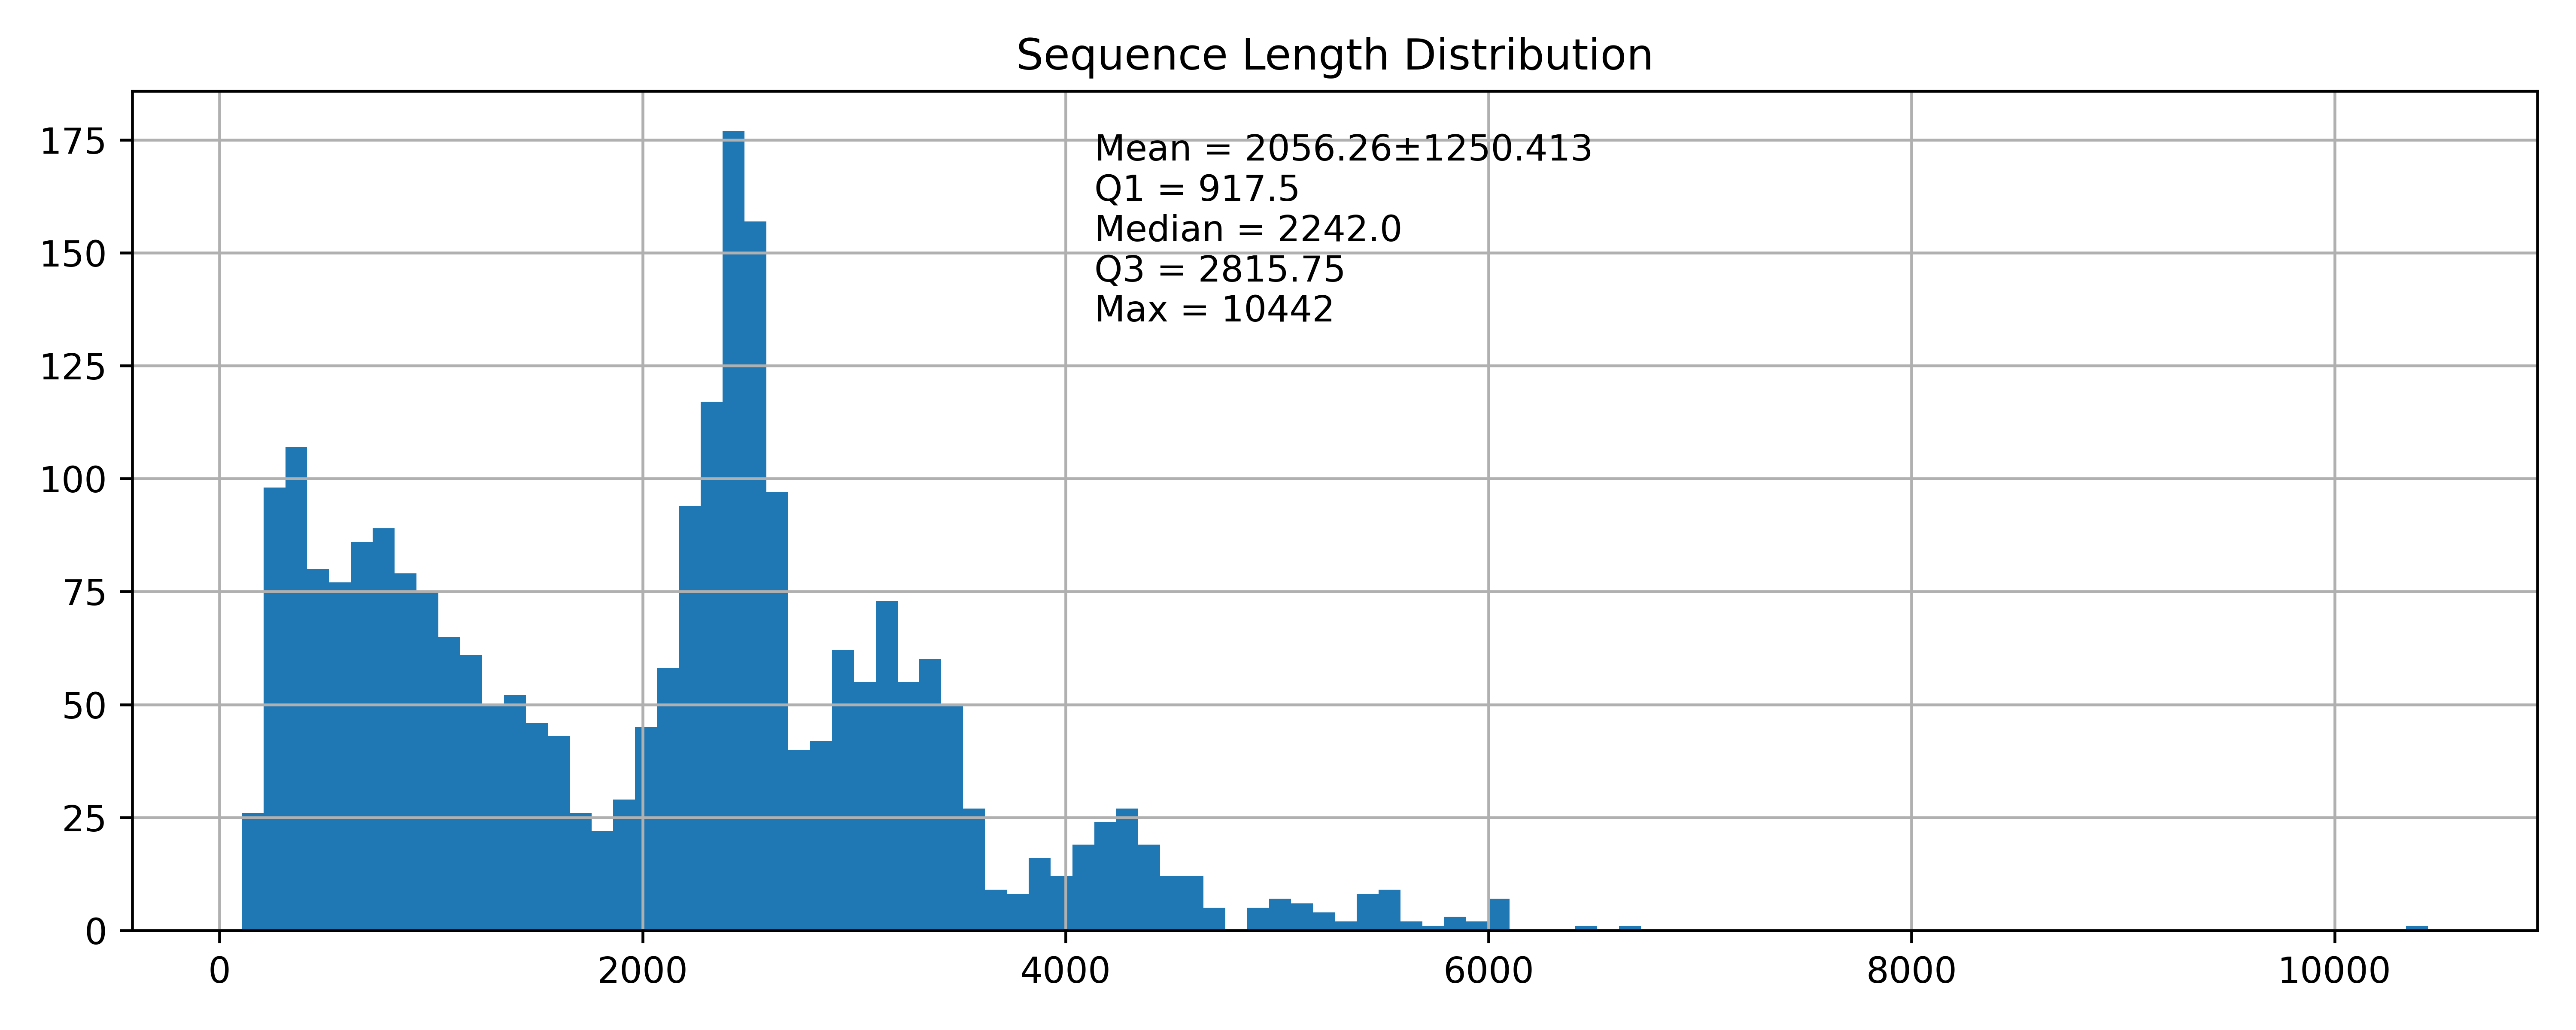 Sequence Length Distribution
175
150
125
100
75
50
25
0
Mean = 2056.26±1250.413
Q1 = 917.5
Median = 2242.0
Q3 = 2815.75
Max = 10442
0 2000 4000 6000 8000 10000